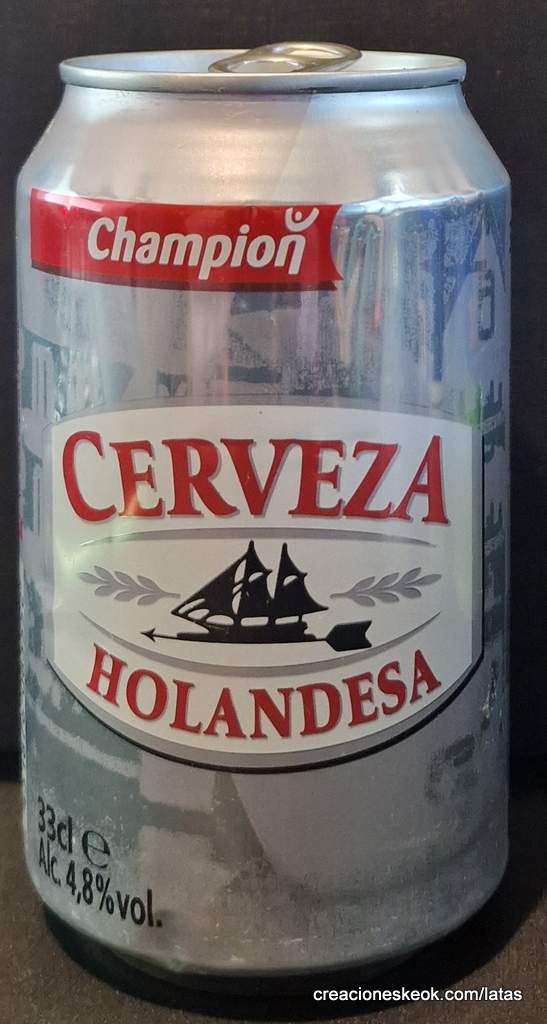 Champion
CERVEZA
HOLANDESA
33cl e
Alc. 4,8%vol.
creacioneskeok.com/latas